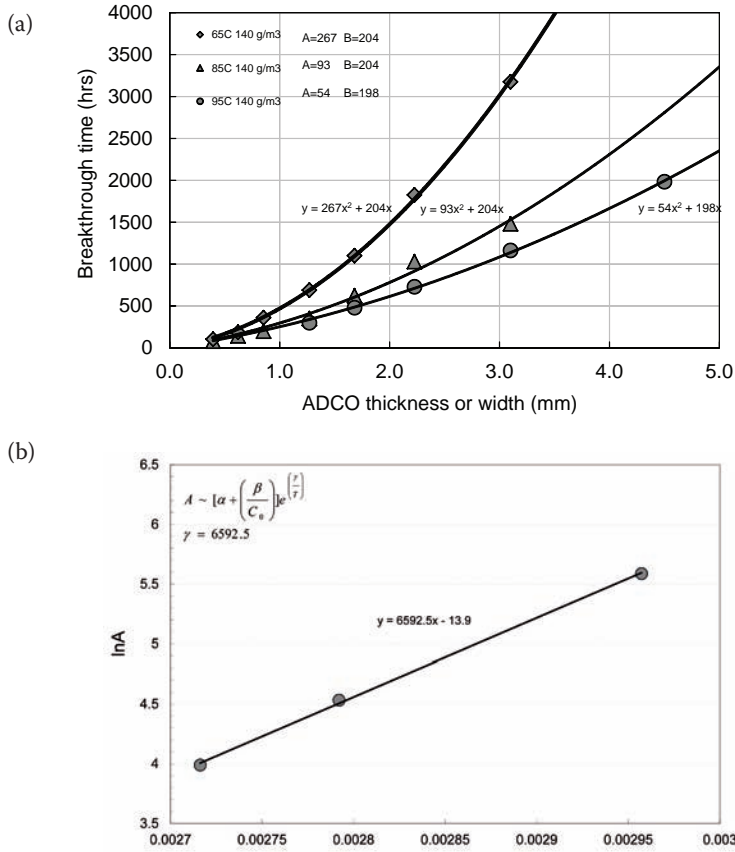 (a)
4000
3500
3000
2500
2000
1500
1000
500
0
Breakthrough time (hrs)
65C 140 g/m3 A=267 B=204
85C 140 g/m3 A=93 B=204
95C 140 g/m3 A=54 B=198
y = 267x² + 204x
y = 93x² + 204x
y = 54x² + 198x
0.0 1.0 2.0 3.0 4.0 5.0
ADCO thickness or width (mm)
(b)
6.5
6
5.5
5
4.5
4
3.5
lnA
A ~ [α + (β/C₀)]e^(γ/T)
γ = 6592.5
y = 6592.5x - 13.9
0.0027 0.00275 0.0028 0.00285 0.0029 0.00295 0.003